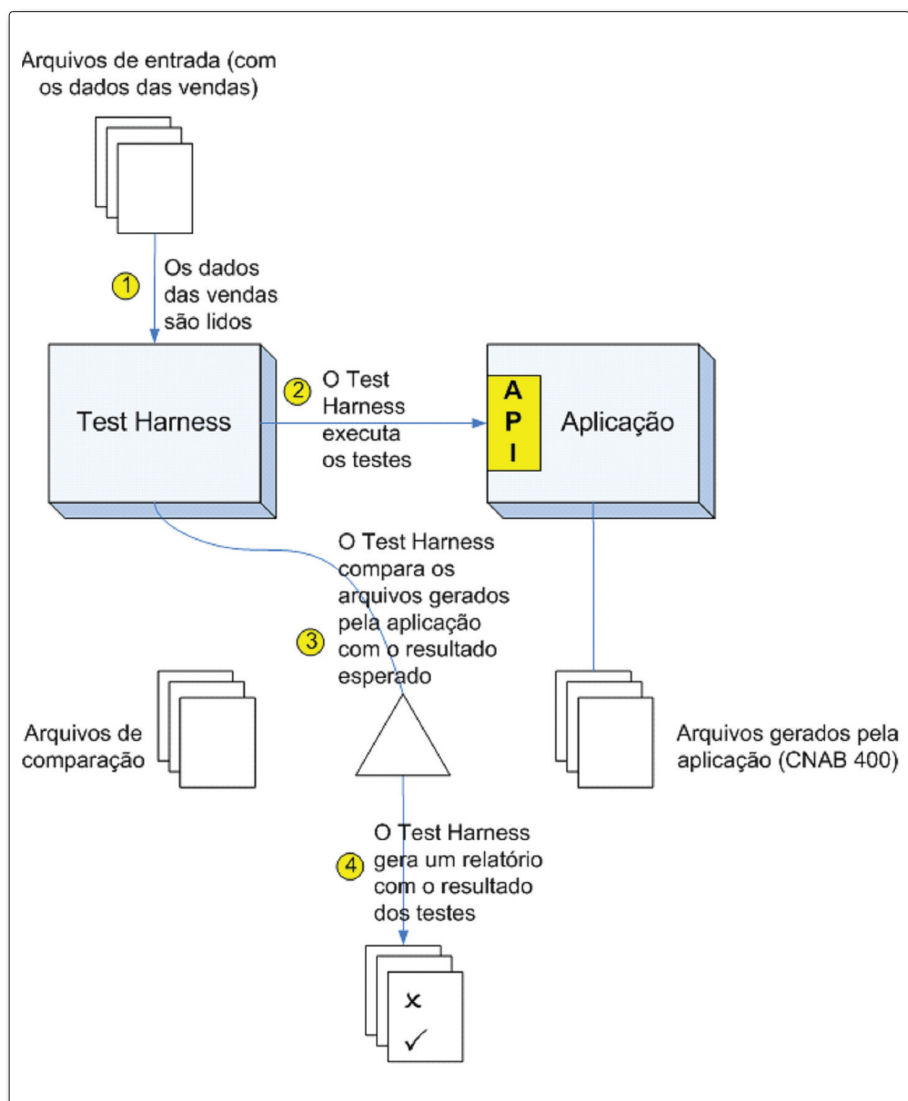 Arquivos de entrada (com
os dados das vendas)
1
Os dados
das vendas
são lidos
Test Harness
2
O Test
Harness
executa
os testes
A
P
I
Aplicação
3
O Test Harness
compara os
arquivos gerados
pela aplicação
com o resultado
esperado
Arquivos de
comparação
Arquivos gerados pela
aplicação (CNAB 400)
4
O Test Harness
gera um relatório
com o resultado
dos testes
x
✓